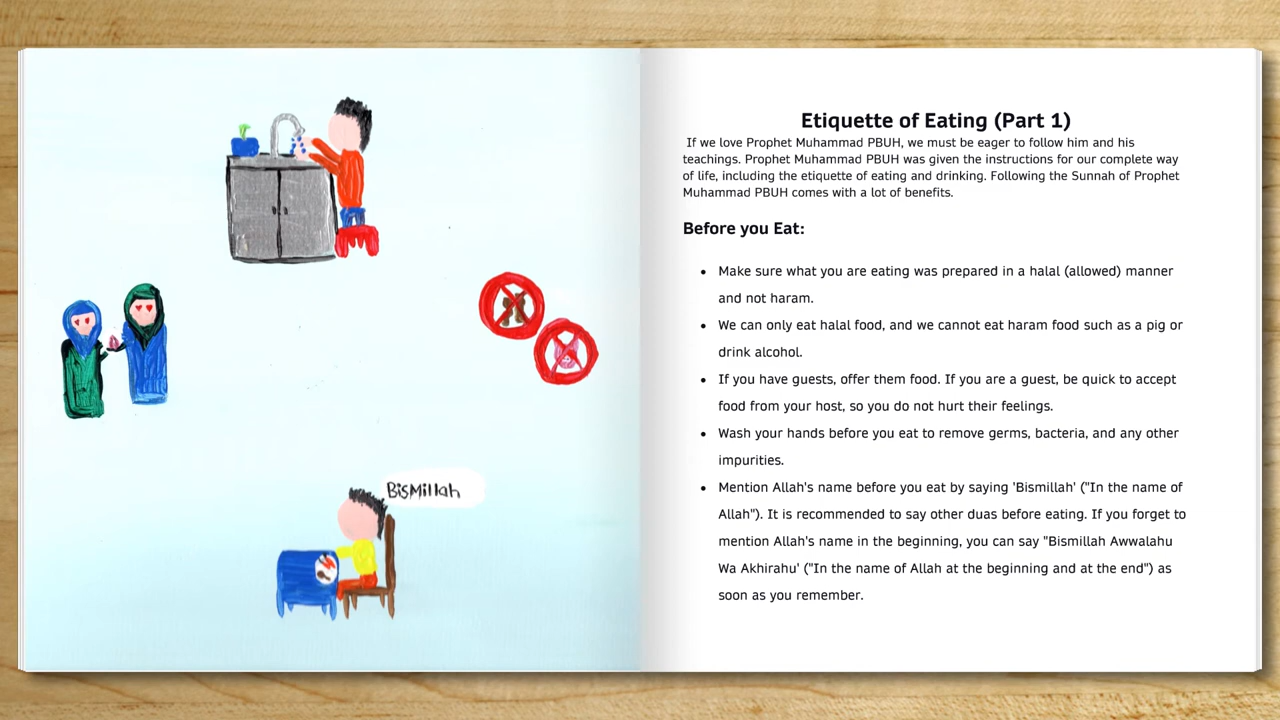 BisMillah
Etiquette of Eating (Part 1)
If we love Prophet Muhammad PBUH, we must be eager to follow him and his
teachings. Prophet Muhammad PBUH was given the instructions for our complete way
of life, including the etiquette of eating and drinking. Following the Sunnah of Prophet
Muhammad PBUH comes with a lot of benefits.
Before you Eat:
• Make sure what you are eating was prepared in a halal (allowed) manner
and not haram.
• We can only eat halal food, and we cannot eat haram food such as a pig or
drink alcohol.
• If you have guests, offer them food. If you are a guest, be quick to accept
food from your host, so you do not hurt their feelings.
• Wash your hands before you eat to remove germs, bacteria, and any other
impurities.
• Mention Allah's name before you eat by saying 'Bismillah' ("In the name of
Allah"). It is recommended to say other duas before eating. If you forget to
mention Allah's name in the beginning, you can say "Bismillah Awwalahu
Wa Akhirahu' ("In the name of Allah at the beginning and at the end") as
soon as you remember.